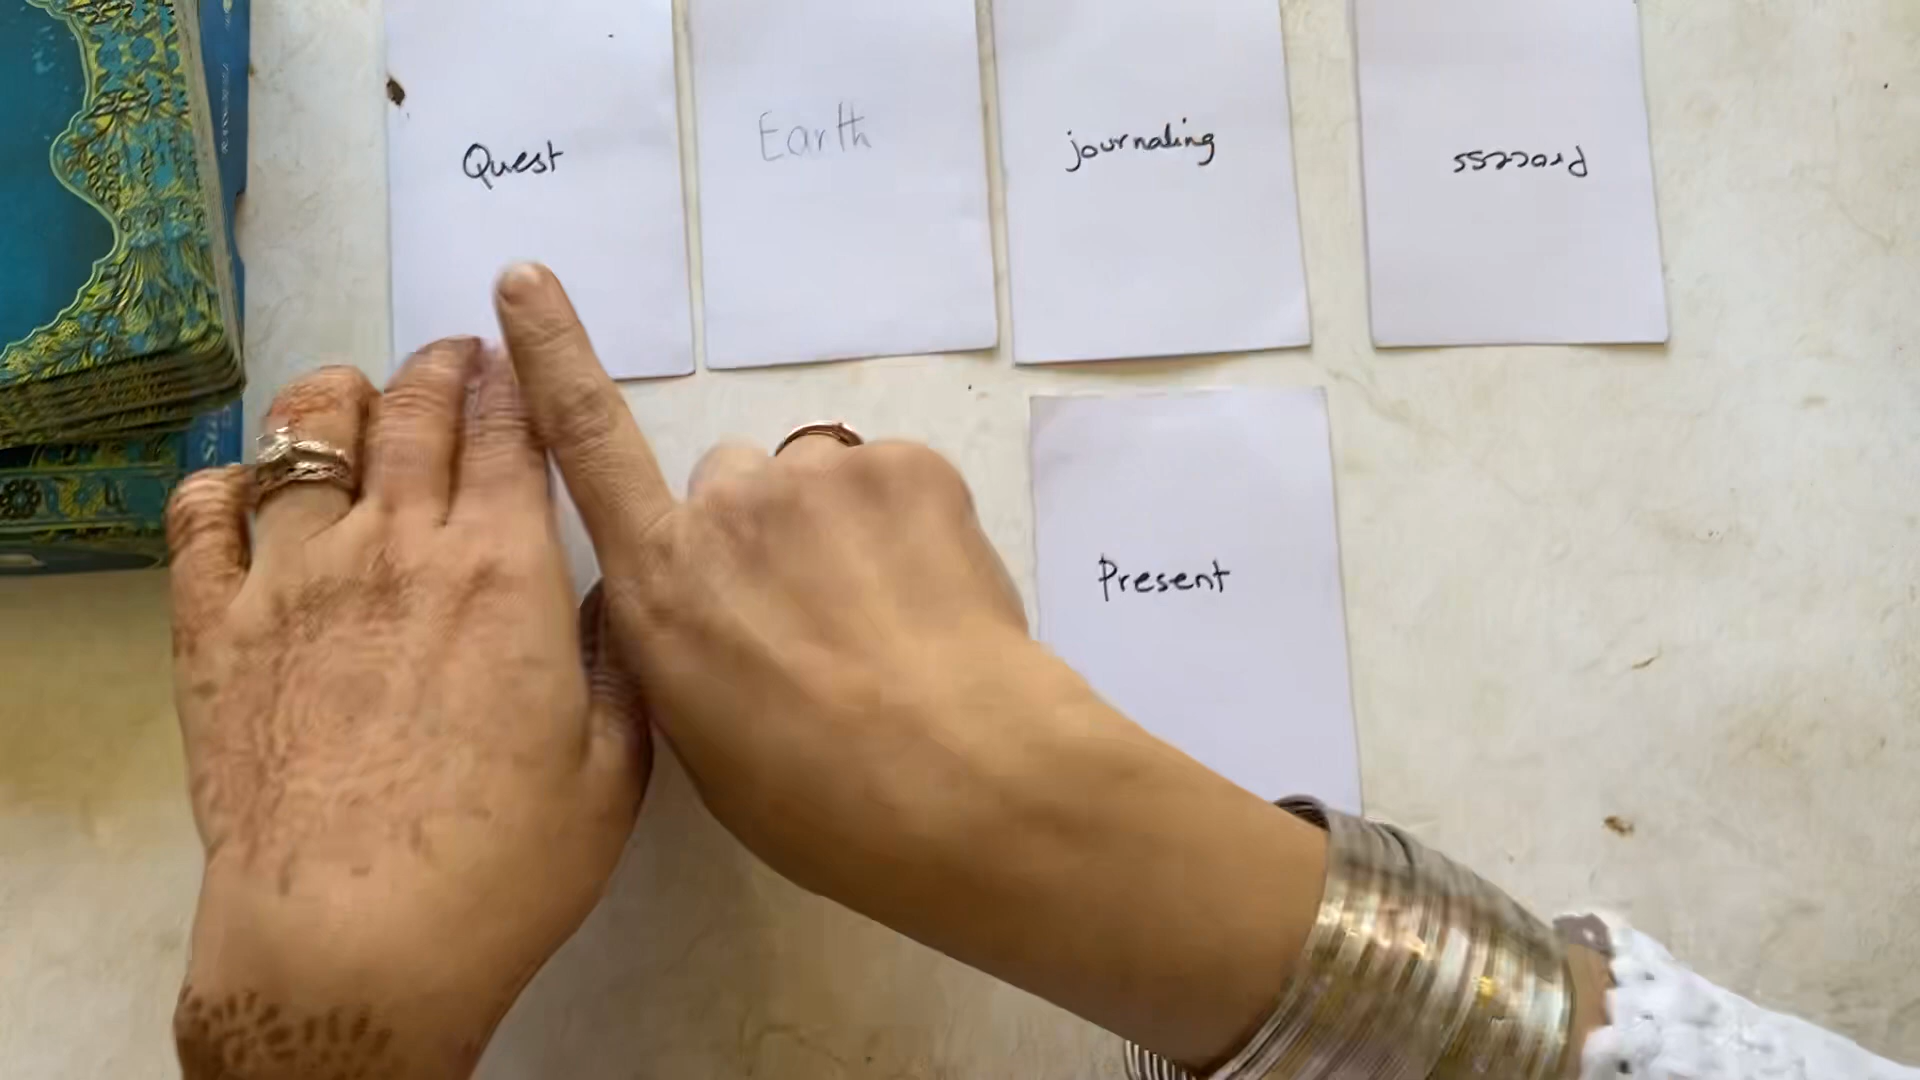 Quest
Earth
journaling
Process
Present